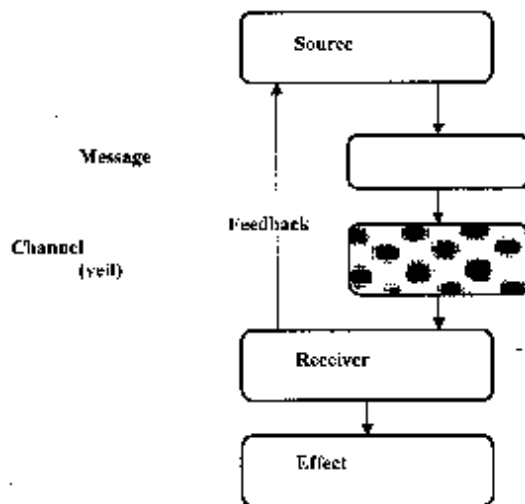 Source
Message
Feedback
Channel
(veil)
Receiver
Effect